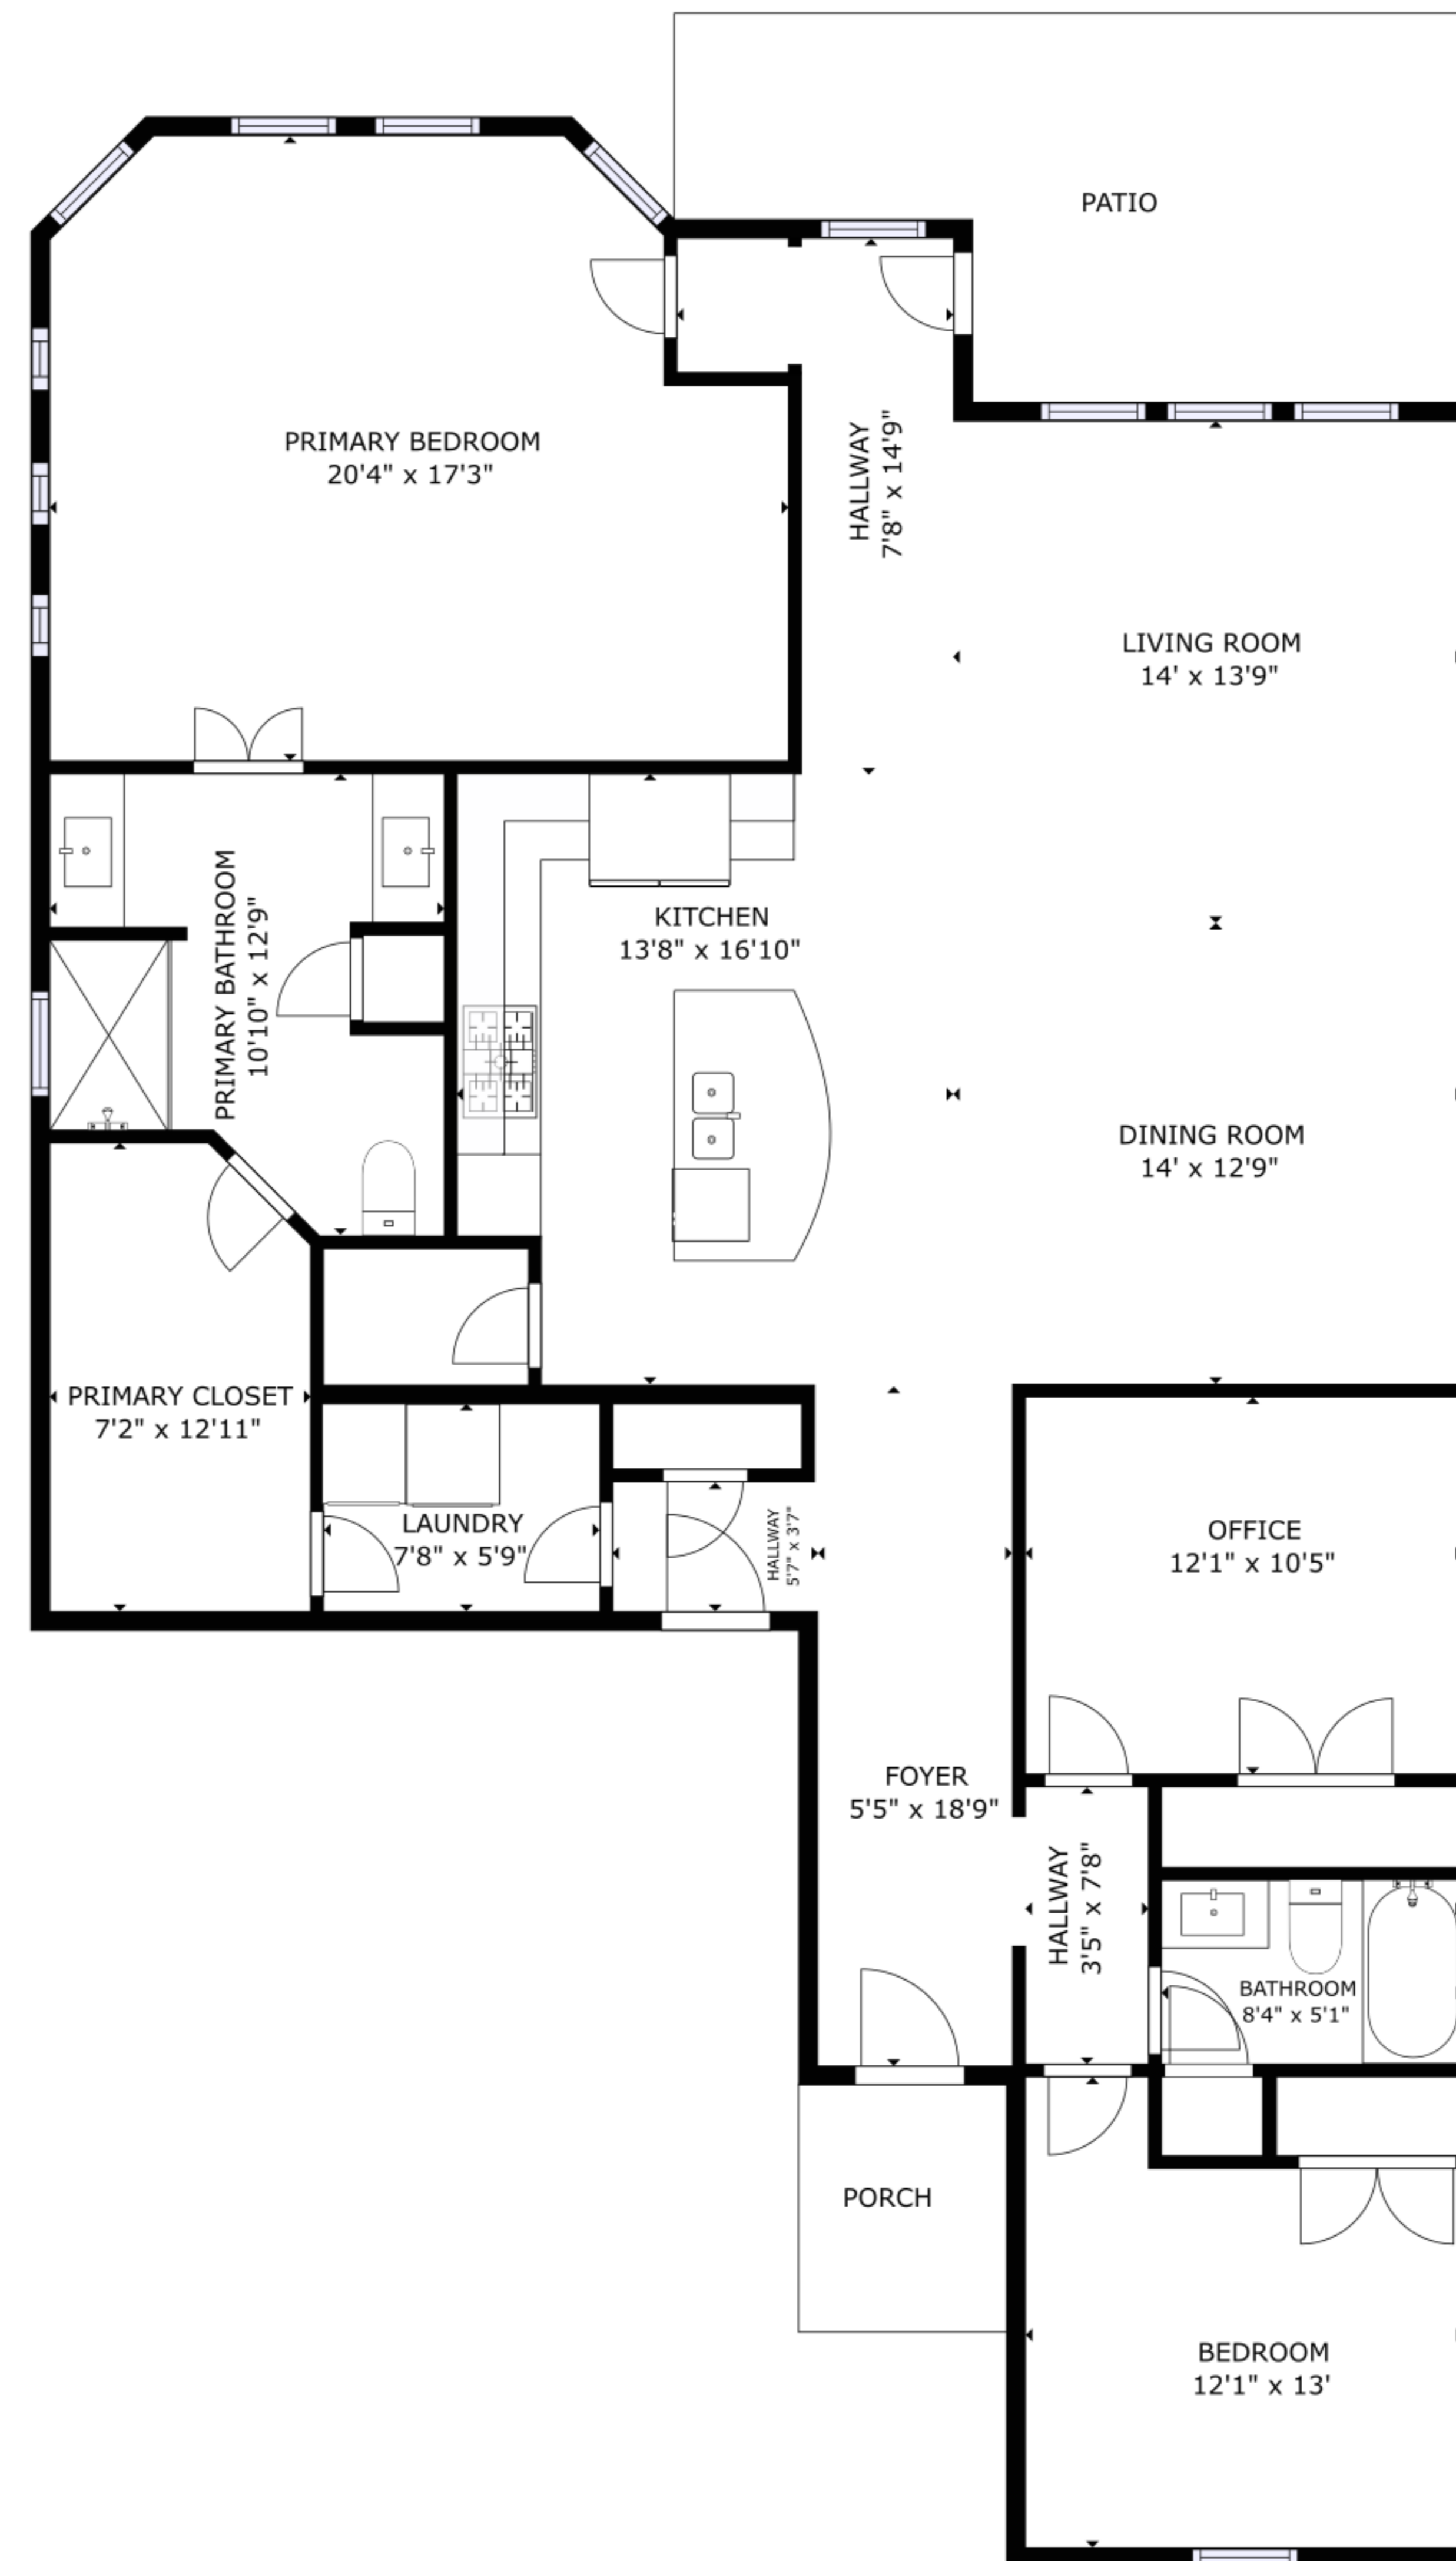 PATIO
PRIMARY BEDROOM
20'4" x 17'3"
HALLWAY
7'8" x 14'9"
LIVING ROOM
14' x 13'9"
PRIMARY BATHROOM
10'10" x 12'9"
KITCHEN
13'8" x 16'10"
DINING ROOM
14' x 12'9"
PRIMARY CLOSET
7'2" x 12'11"
LAUNDRY
7'8" x 5'9"
HALLWAY
5'7" x 3'7"
OFFICE
12'1" x 10'5"
FOYER
5'5" x 18'9"
HALLWAY
3'5" x 7'8"
BATHROOM
8'4" x 5'1"
PORCH
BEDROOM
12'1" x 13'